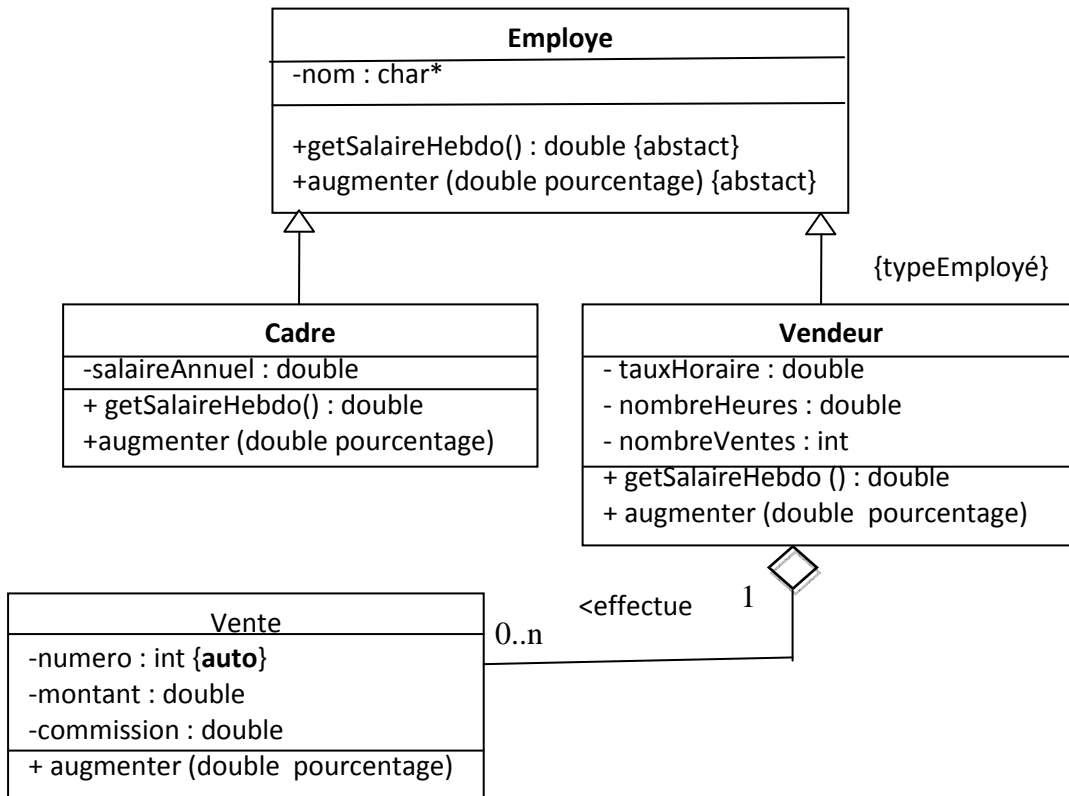 Employe
-nom : char*
+getSalaireHebdo() : double {abstact}
+augmenter (double pourcentage) {abstact}
{typeEmployé}
Cadre
-salaireAnnuel : double
+ getSalaireHebdo() : double
+augmenter (double pourcentage)
Vendeur
- tauxHoraire : double
- nombreHeures : double
- nombreVentes : int
+ getSalaireHebdo () : double
+ augmenter (double pourcentage)
<effectue
1
0..n
Vente
-numero : int {auto}
-montant : double
-commission : double
+ augmenter (double pourcentage)